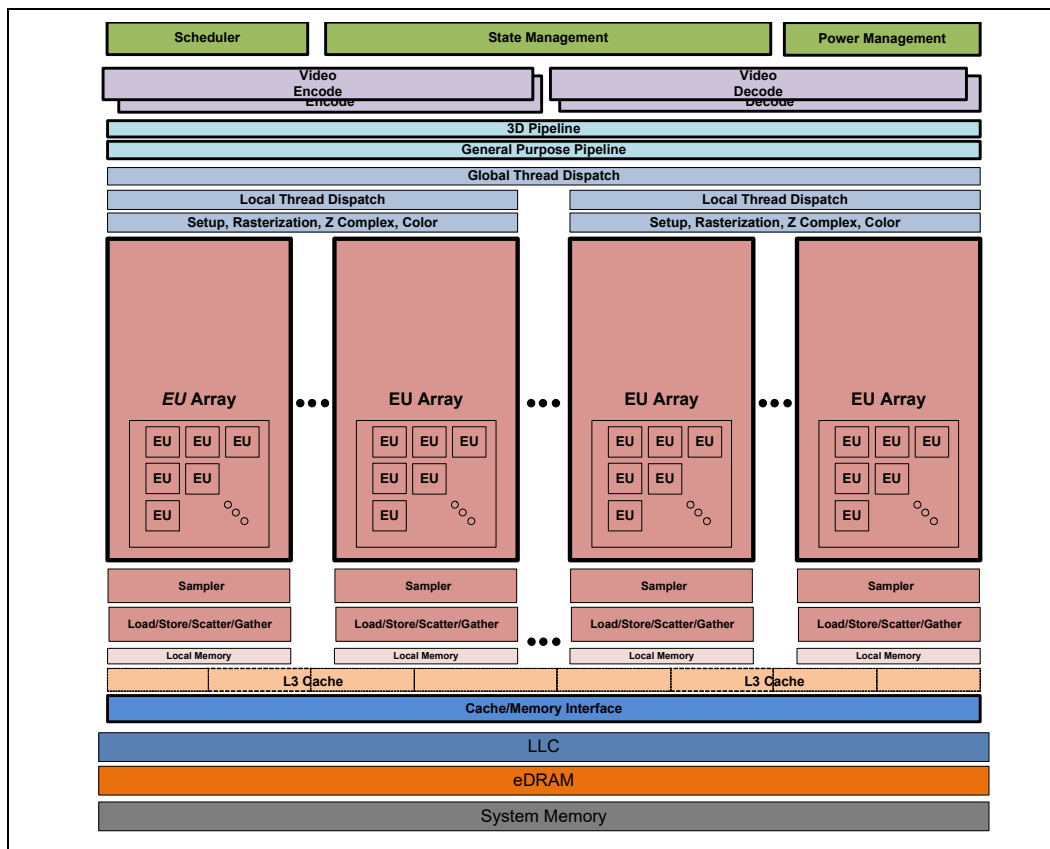 Scheduler State Management Power Management
Video Video
Encode Decode
Encode Decode
3D Pipeline
General Purpose Pipeline
Global Thread Dispatch
Local Thread Dispatch Local Thread Dispatch
Setup, Rasterization, Z Complex, Color Setup, Rasterization, Z Complex, Color
EU Array EU Array EU Array EU Array
EU EU EU EU EU EU EU EU EU EU EU EU
EU EU EU EU EU EU EU EU
EU EU EU EU
Sampler Sampler Sampler Sampler
Load/Store/Scatter/Gather Load/Store/Scatter/Gather Load/Store/Scatter/Gather Load/Store/Scatter/Gather
Local Memory Local Memory Local Memory Local Memory
L3 Cache L3 Cache
Cache/Memory Interface
LLC
eDRAM
System Memory